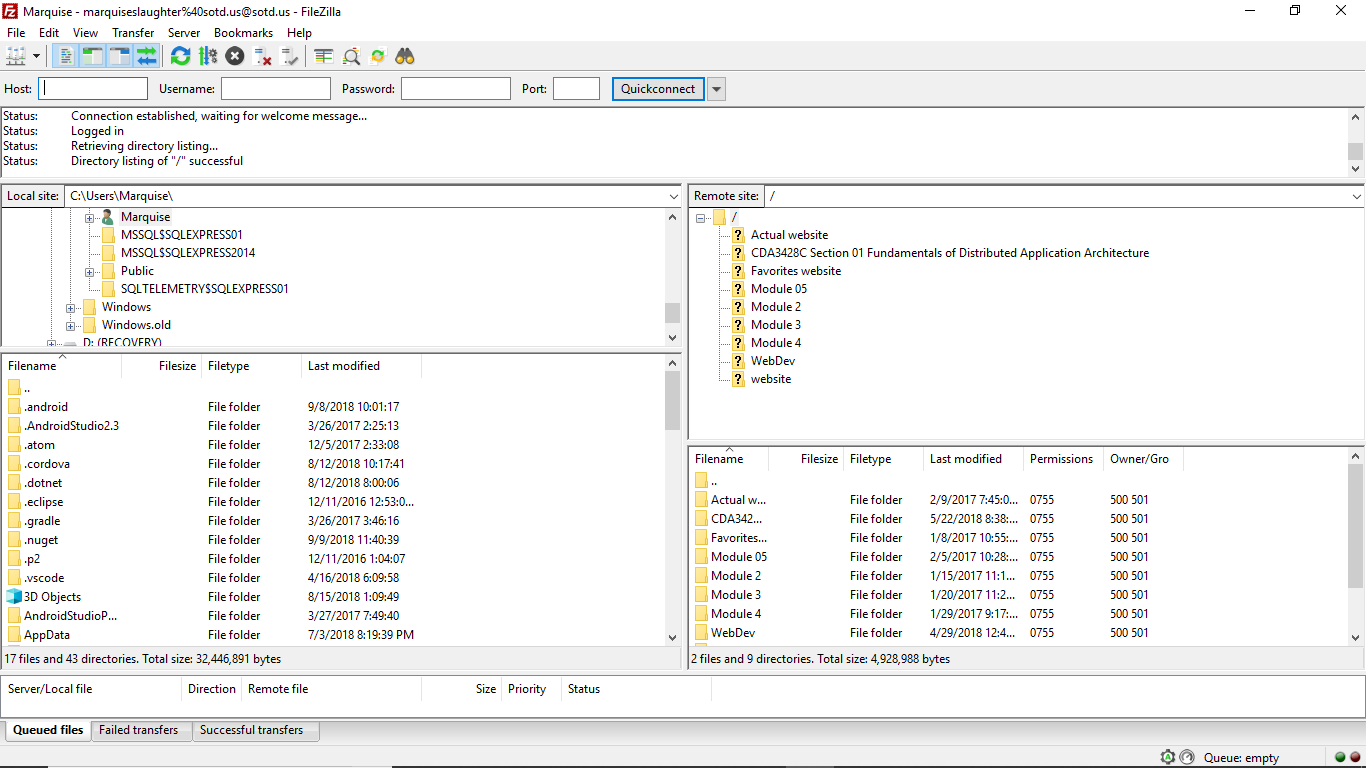 Marquise - marquiseslaughter%40sotd.us@sotd.us - FileZilla
File Edit View Transfer Server Bookmarks Help
Host: Username: Password: Port: Quickconnect
Status: Connection established, waiting for welcome message...
Status: Logged in
Status: Retrieving directory listing...
Status: Directory listing of "/" successful
Local site: C:\Users\Marquise\
Marquise
MSSQL$SQLEXPRESS01
MSSQL$SQLEXPRESS2014
Public
SQLTELEMETRY$SQLEXPRESS01
Windows
Windows.old
D: (RECOVERY)
Filename Filesize Filetype Last modified
..
.android File folder 9/8/2018 10:01:17
.AndroidStudio2.3 File folder 3/26/2017 2:25:13
.atom File folder 12/5/2017 2:33:08
.cordova File folder 8/12/2018 10:17:41
.dotnet File folder 8/12/2018 8:00:06
.eclipse File folder 12/11/2016 12:53:0...
.gradle File folder 3/26/2017 3:46:16
.nuget File folder 9/9/2018 11:40:39
.p2 File folder 12/11/2016 1:04:07
.vscode File folder 4/16/2018 6:09:58
3D Objects File folder 8/15/2018 1:09:49
AndroidStudioP... File folder 3/27/2017 7:49:40
AppData File folder 7/3/2018 8:19:39 PM
17 files and 43 directories. Total size: 32,446,891 bytes
Remote site: /
/
Actual website
CDA3428C Section 01 Fundamentals of Distributed Application Architecture
Favorites website
Module 05
Module 2
Module 3
Module 4
WebDev
website
Filename Filesize Filetype Last modified Permissions Owner/Gro
..
Actual w... File folder 2/9/2017 7:45:0... 0755 500 501
CDA342... File folder 5/22/2018 8:38:... 0755 500 501
Favorites... File folder 1/8/2017 10:55:... 0755 500 501
Module 05 File folder 2/5/2017 10:28:... 0755 500 501
Module 2 File folder 1/15/2017 11:1... 0755 500 501
Module 3 File folder 1/20/2017 11:2... 0755 500 501
Module 4 File folder 1/29/2017 9:17:... 0755 500 501
WebDev File folder 4/29/2018 12:4... 0755 500 501
2 files and 9 directories. Total size: 4,928,988 bytes
Server/Local file Direction Remote file Size Priority Status
Queued files Failed transfers Successful transfers
Queue: empty